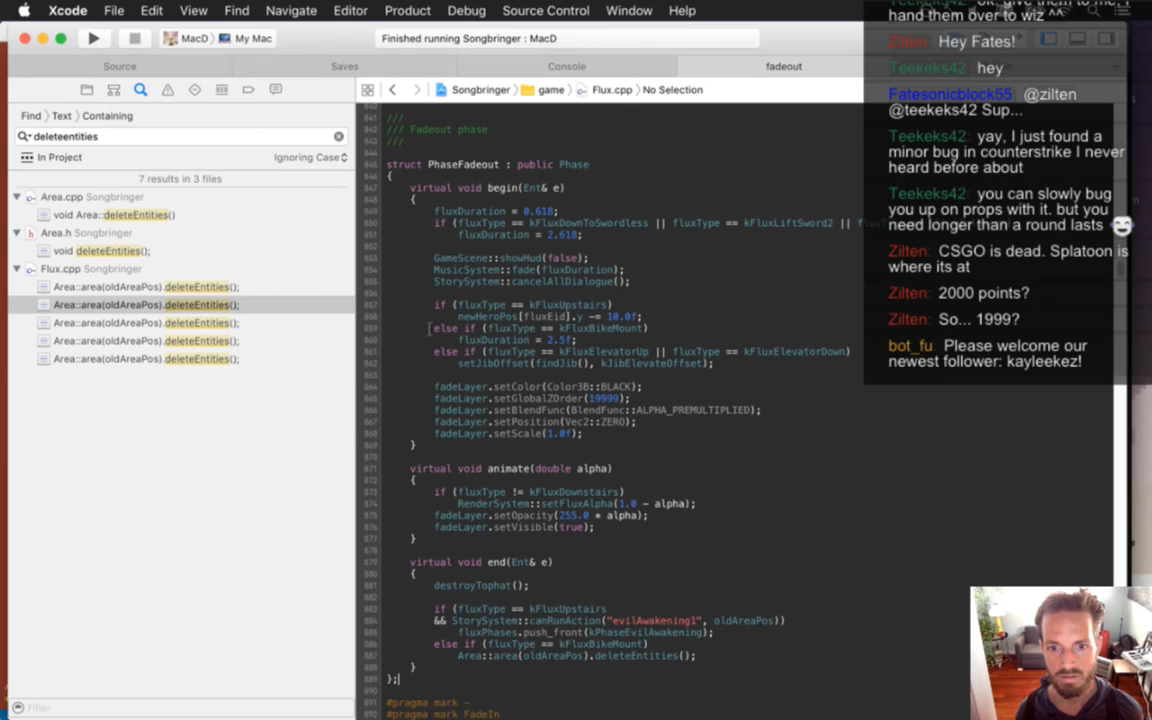 Xcode File Edit View Find Navigate Editor Product Debug Source Control Window Help
MacD My Mac
Finished running Songbringer : MacD
Source Saves Console fadeout
Songbringer game Flux.cpp No Selection
Find Text Containing
deleteentities
In Project Ignoring Case
7 results in 3 files
Area.cpp Songbringer
void Area::deleteEntities()
Area.h Songbringer
void deleteEntities();
Flux.cpp Songbringer
Area::area(oldAreaPos).deleteEntities();
Area::area(oldAreaPos).deleteEntities();
Area::area(oldAreaPos).deleteEntities();
Area::area(oldAreaPos).deleteEntities();
Area::area(oldAreaPos).deleteEntities();
Filter
///
/// Fadeout phase
///
struct PhaseFadeout : public Phase
{
virtual void begin(Ent& e)
{
fluxDuration = 0.618;
if (fluxType == kFluxDownToSwordless || fluxType == kFluxLiftSword2 ||
fluxDuration = 2.618;
GameScene::showHud(false);
MusicSystem::fade(fluxDuration);
StorySystem::cancelAllDialogue();
if (fluxType == kFluxUpstairs)
newHeroPos[fluxEid].y -= 10.0f;
else if (fluxType == kFluxBikeMount)
fluxDuration = 2.5f;
else if (fluxType == kFluxElevatorUp || fluxType == kFluxElevatorDown)
setJibOffset(findJib(), kJibElevateOffset);
fadeLayer.setColor(Color3B::BLACK);
fadeLayer.setGlobalZOrder(19999);
fadeLayer.setBlendFunc(BlendFunc::ALPHA_PREMULTIPLIED);
fadeLayer.setPosition(Vec2::ZERO);
fadeLayer.setScale(1.0f);
}
virtual void animate(double alpha)
{
if (fluxType != kFluxDownstairs)
RenderSystem::setFluxAlpha(1.0 - alpha);
fadeLayer.setOpacity(255.0 * alpha);
fadeLayer.setVisible(true);
}
virtual void end(Ent& e)
{
destroyTophat();
if (fluxType == kFluxUpstairs
&& StorySystem::canRunAction("evilAwakening1", oldAreaPos))
fluxPhases.push_front(kPhaseEvilAwakening);
else if (fluxType == kFluxBikeMount)
Area::area(oldAreaPos).deleteEntities();
}
};
#pragma mark -
#pragma mark FadeIn
hand them over to wiz ^^
Zilten: Hey Fates!
Teekeks42: hey
Fatesonicblock55: @zilten
@teekeks42 Sup...
Teekeks42: yay, I just found a
minor bug in counterstrike I never
heard before about
Teekeks42: you can slowly bug
you up on props with it. but you
need longer than a round lasts
Zilten: CSGO is dead. Splatoon is
where its at
Zilten: 2000 points?
Zilten: So... 1999?
bot_fu: Please welcome our
newest follower: kayleekez!